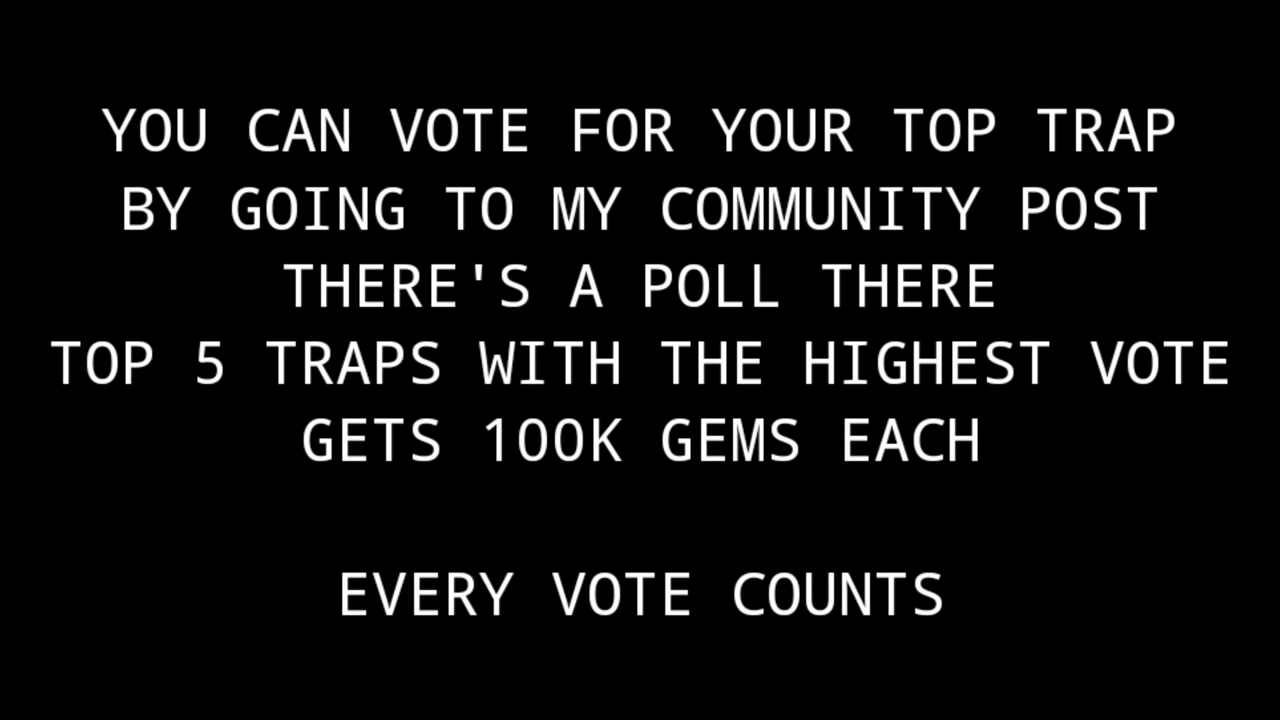 YOU CAN VOTE FOR YOUR TOP TRAP
BY GOING TO MY COMMUNITY POST
THERE'S A POLL THERE
TOP 5 TRAPS WITH THE HIGHEST VOTE
GETS 100K GEMS EACH
EVERY VOTE COUNTS